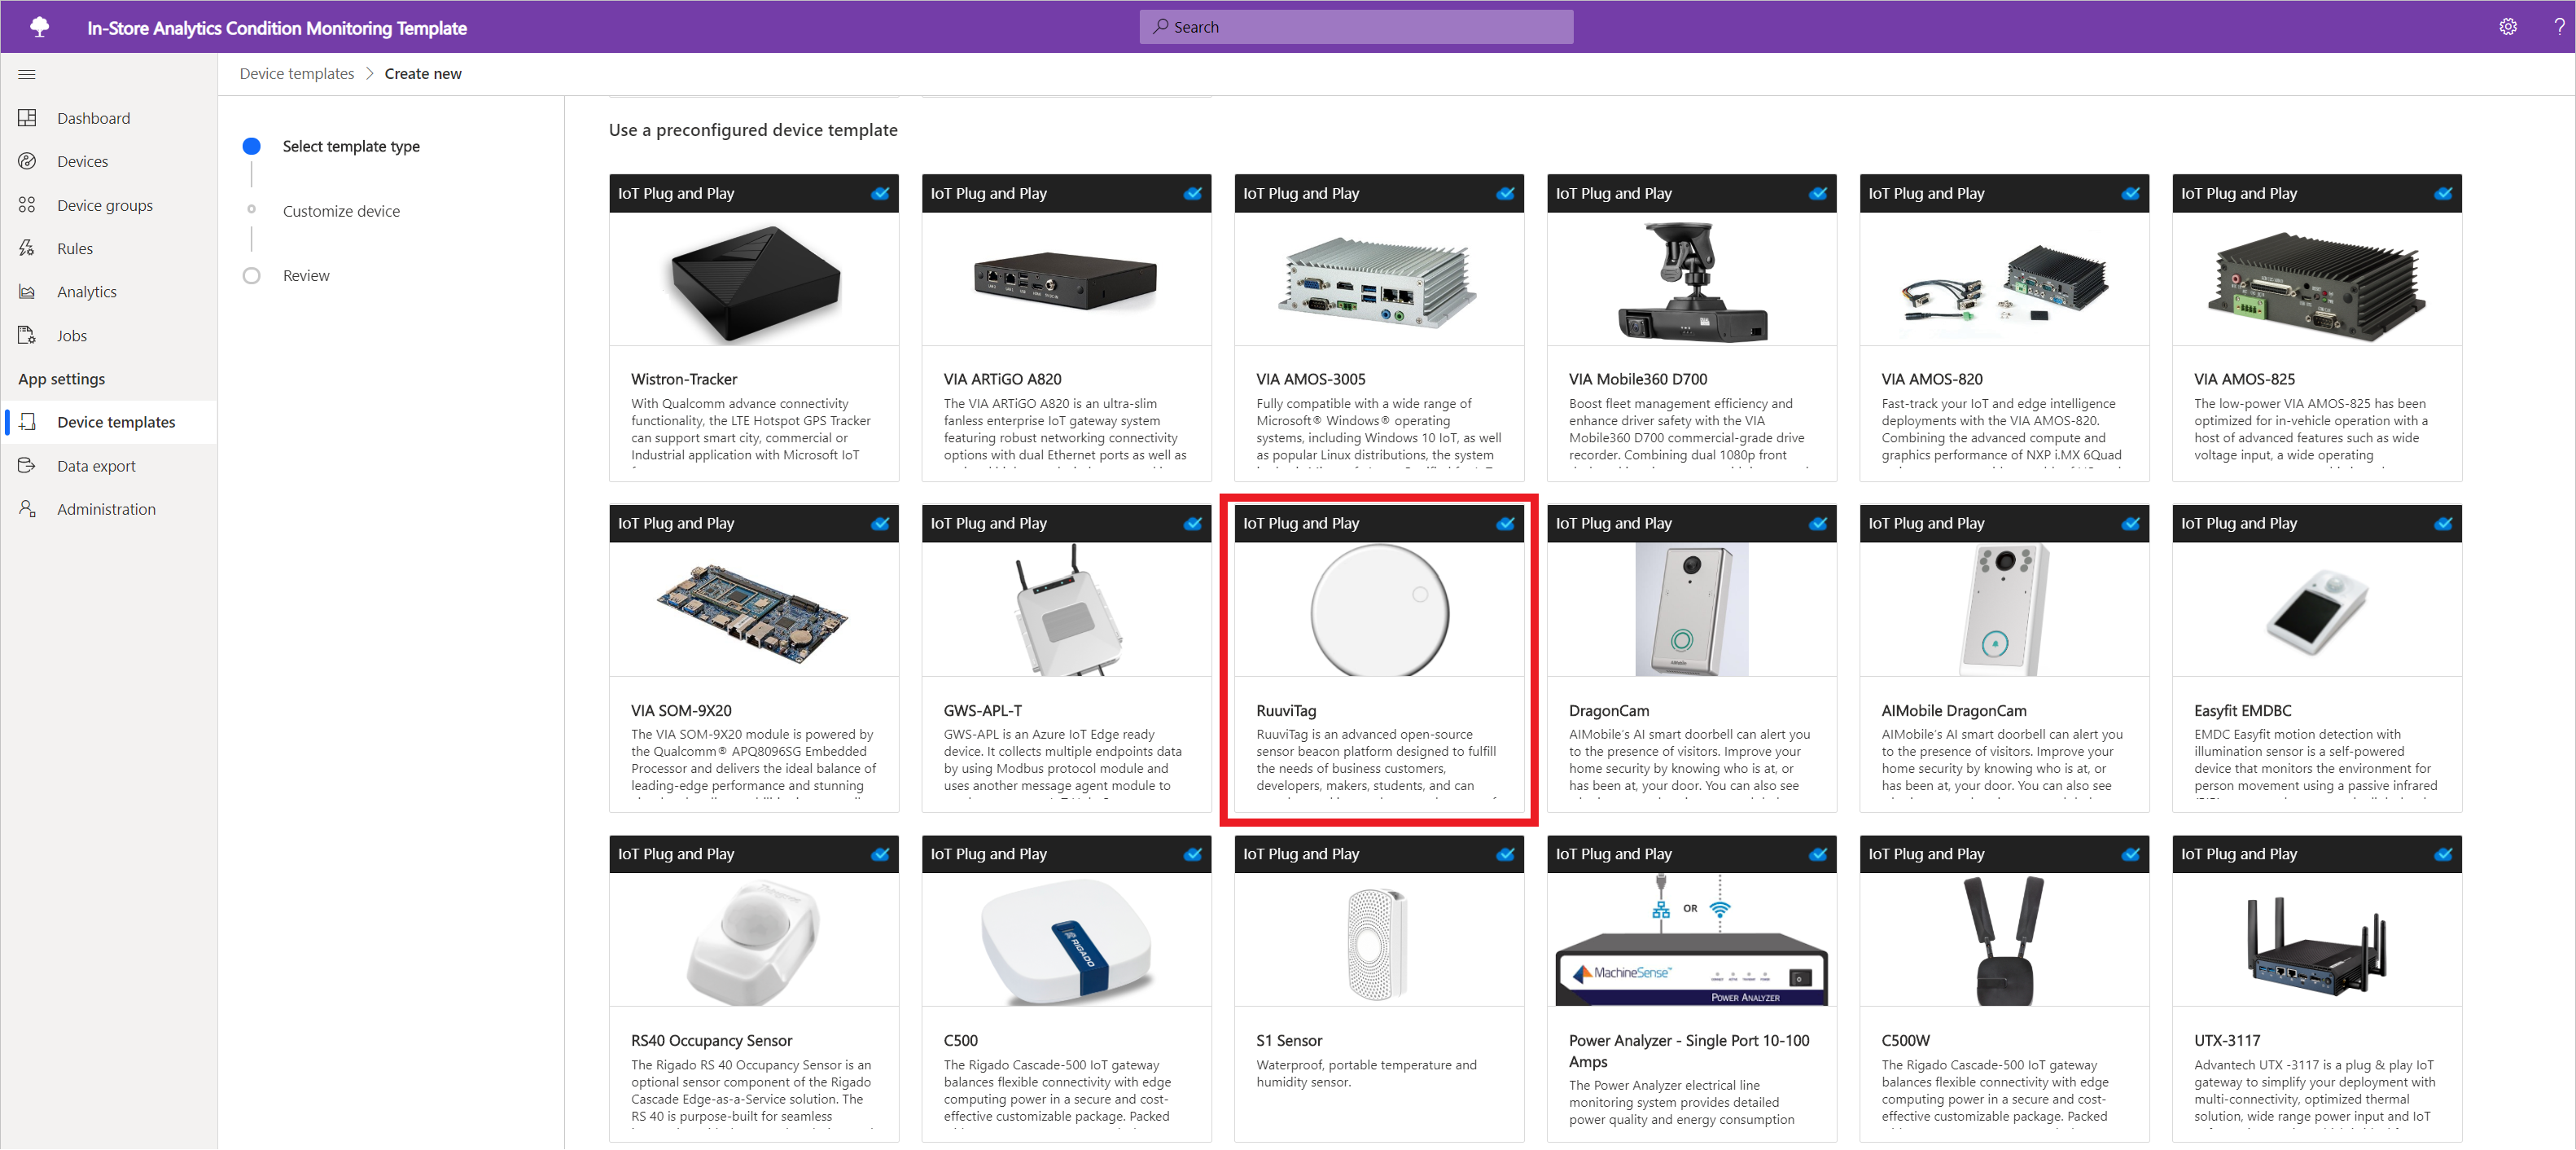 In-Store Analytics Condition Monitoring Template
Search
?
Device templates > Create new
Dashboard
Devices
Device groups
Rules
Analytics
Jobs
App settings
Device templates
Data export
Administration
Select template type
Customize device
Review
Use a preconfigured device template
IoT Plug and Play
Wistron-Tracker
With Qualcomm advance connectivity
functionality, the LTE Hotspot GPS Tracker
can support smart city, commercial or
Industrial application with Microsoft IoT
IoT Plug and Play
VIA ARTiGO A820
The VIA ARTiGO A820 is an ultra-slim
fanless enterprise IoT gateway system
featuring robust networking connectivity
options with dual Ethernet ports as well as
IoT Plug and Play
VIA AMOS-3005
Fully compatible with a wide range of
Microsoft® Windows® operating
systems, including Windows 10 IoT, as well
as popular Linux distributions, the system
IoT Plug and Play
VIA Mobile360 D700
Boost fleet management efficiency and
enhance driver safety with the VIA
Mobile360 D700 commercial-grade drive
recorder. Combining dual 1080p front
IoT Plug and Play
VIA AMOS-820
Fast-track your IoT and edge intelligence
deployments with the VIA AMOS-820.
Combining the advanced compute and
graphics performance of NXP i.MX 6Quad
IoT Plug and Play
VIA AMOS-825
The low-power VIA AMOS-825 has been
optimized for in-vehicle operation with a
host of advanced features such as wide
voltage input, a wide operating
IoT Plug and Play
VIA SOM-9X20
The VIA SOM-9X20 module is powered by
the Qualcomm® APQ8096SG Embedded
Processor and delivers the ideal balance of
leading-edge performance and stunning
IoT Plug and Play
GWS-APL-T
GWS-APL is an Azure IoT Edge ready
device. It collects multiple endpoints data
by using Modbus protocol module and
uses another message agent module to
IoT Plug and Play
RuuviTag
RuuviTag is an advanced open-source
sensor beacon platform designed to fulfill
the needs of business customers,
developers, makers, students, and can
IoT Plug and Play
DragonCam
AIMobile's AI smart doorbell can alert you
to the presence of visitors. Improve your
home security by knowing who is at, or
has been at, your door. You can also see
IoT Plug and Play
AIMobile DragonCam
AIMobile's AI smart doorbell can alert you
to the presence of visitors. Improve your
home security by knowing who is at, or
has been at, your door. You can also see
IoT Plug and Play
Easyfit EMDBC
EMDC Easyfit motion detection with
illumination sensor is a self-powered
device that monitors the environment for
person movement using a passive infrared
IoT Plug and Play
RS40 Occupancy Sensor
The Rigado RS 40 Occupancy Sensor is an
optional sensor component of the Rigado
Cascade Edge-as-a-Service solution. The
RS 40 is purpose-built for seamless
IoT Plug and Play
RIGADO
C500
The Rigado Cascade-500 IoT gateway
balances flexible connectivity with edge
computing power in a secure and cost-
effective customizable package. Packed
IoT Plug and Play
S1 Sensor
Waterproof, portable temperature and
humidity sensor.
IoT Plug and Play
OR
MachineSense™
POWER ANALYZER
Power Analyzer - Single Port 10-100
Amps
The Power Analyzer electrical line
monitoring system provides detailed
power quality and energy consumption
IoT Plug and Play
C500W
The Rigado Cascade-500 IoT gateway
balances flexible connectivity with edge
computing power in a secure and cost-
effective customizable package. Packed
IoT Plug and Play
UTX-3117
Advantech UTX -3117 is a plug & play IoT
gateway to simplify your deployment with
multi-connectivity, optimized thermal
solution, wide range power input and IoT